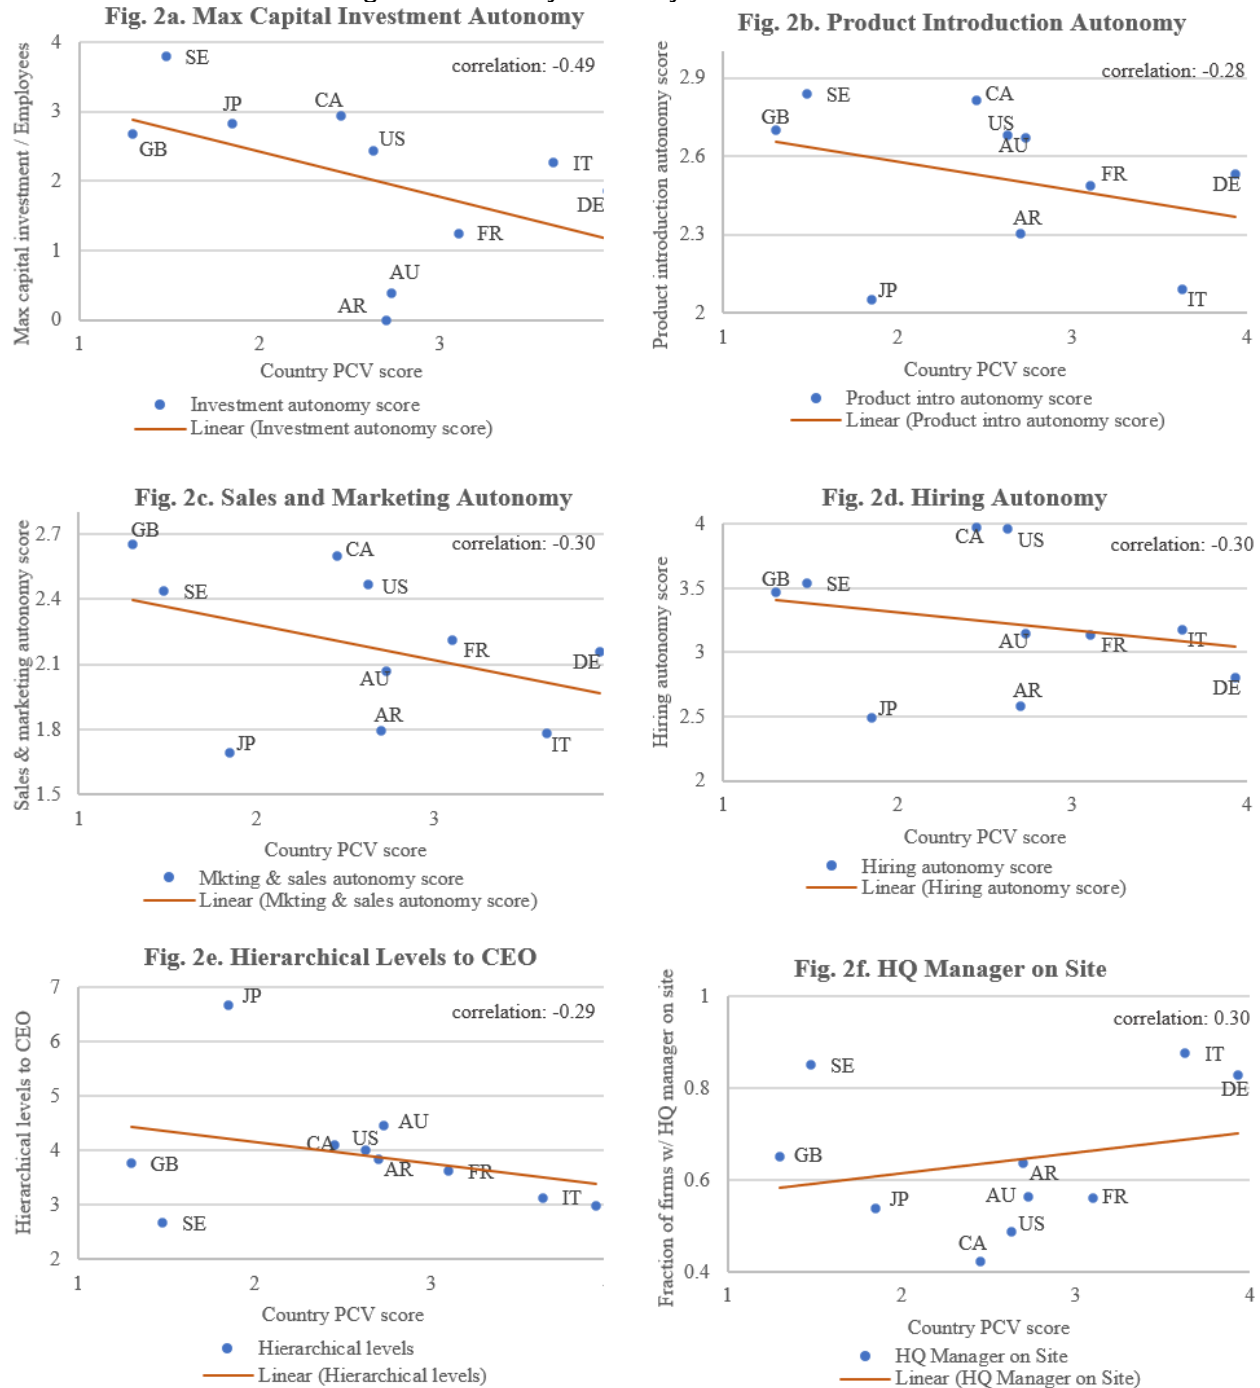 Fig. 2a. Max Capital Investment Autonomy
Max capital investment / Employees
4
3
2
1
0
correlation: -0.49
SE
JP
CA
GB
US
IT
DE
FR
AU
AR
1
2
3
Country PCV score
Investment autonomy score
Linear (Investment autonomy score)
Fig. 2b. Product Introduction Autonomy
Product introduction autonomy score
2.9
2.6
2.3
2
correlation: -0.28
SE
CA
GB
US
AU
FR
DE
AR
JP
IT
1
2
3
4
Country PCV score
Product intro autonomy score
Linear (Product intro autonomy score)
Fig. 2c. Sales and Marketing Autonomy
Sales & marketing autonomy score
2.7
2.4
2.1
1.8
1.5
correlation: -0.30
GB
CA
SE
US
FR
DE
AU
AR
JP
IT
1
2
3
Country PCV score
Mkting & sales autonomy score
Linear (Mkting & sales autonomy score)
Fig. 2d. Hiring Autonomy
Hiring autonomy score
4
3.5
3
2.5
2
correlation: -0.30
CA
US
GB
SE
AU
FR
IT
DE
AR
JP
1
2
3
4
Country PCV score
Hiring autonomy score
Linear (Hiring autonomy score)
Fig. 2e. Hierarchical Levels to CEO
Hierarchical levels to CEO
7
6
5
4
3
2
correlation: -0.29
JP
AU
CA
US
GB
AR
FR
IT
SE
1
2
3
Country PCV score
Hierarchical levels
Linear (Hierarchical levels)
Fig. 2f. HQ Manager on Site
Fraction of firms w/ HQ manager on site
1
0.8
0.6
0.4
correlation: 0.30
SE
IT
DE
GB
AR
JP
AU
FR
US
CA
1
2
3
4
Country PCV score
HQ Manager on Site
Linear (HQ Manager on Site)